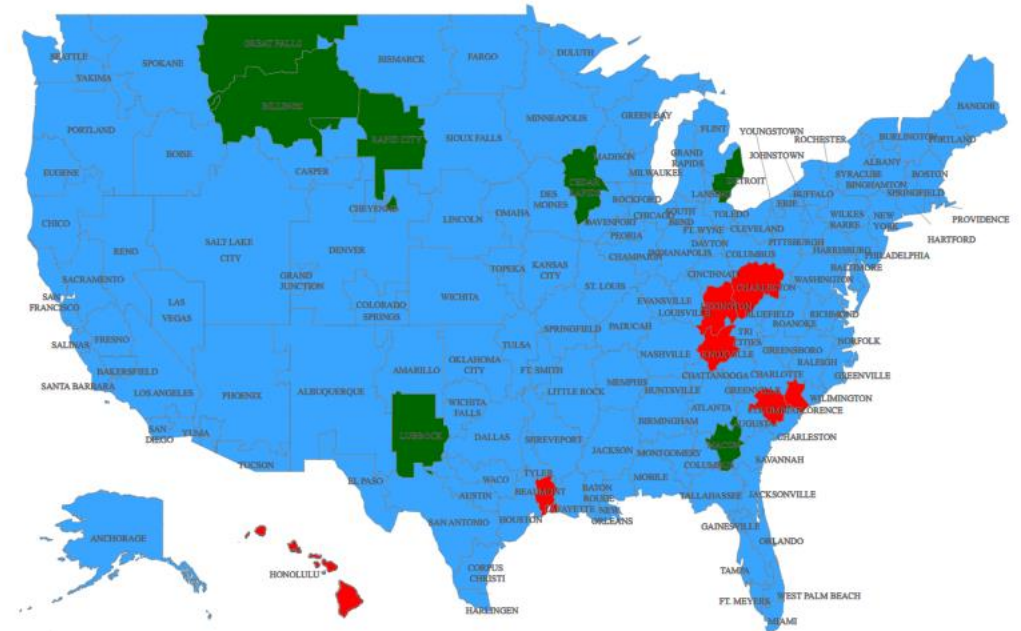 GREAT FALLS
SEATTLE
SPOKANE
YAKIMA
BISMARCK
FARGO
DULUTH
BILLINGS
BANGOR
PORTLAND
RAPID CITY
SIOUX FALLS
MINNEAPOLIS
GREEN BAY
FLINT
YOUNGSTOWN
ROCHESTER
BURLINGTON
PORTLAND
BOISE
EUGENE
CASPER
MADISON
GRAND
RAPIDS
MILWAUKEE
JOHNSTOWN
ALBANY
SYRACUSE
BOSTON
BINGHAMTON
SPRINGFIELD
BUFFALO
ERIE
LANSING
DETROIT
CHEYENNE
CHICO
LINCOLN
OMAHA
DES
MOINES
CEDAR
ROCKFORD
CHICAGO
SOUTH
BEND
TOLEDO
CLEVELAND
DAVENPORT
PEORIA
FT. WYNE
WILKES
BARRE
NEW
YORK
PROVIDENCE
HARTFORD
RENO
SALT LAKE
CITY
DENVER
DAYTON
PITTSBURGH
HARRISBURG
PHILADELPHIA
CHAMPAIGN
INDIANAPOLIS
COLUMBUS
BALTIMORE
SACRAMENTO
GRAND
JUNCTION
TOPEKA
KANSAS
CITY
CINCINNATI
CHARLESTON
WASHINGTON
SAN
FRANCISCO
LAS
VEGAS
COLORADO
SPRINGS
WICHITA
ST. LOUIS
EVANSVILLE
LOUISVILLE
LEXINGTON
BLUEFIELD
RICHMOND
ROANOKE
SALINAS
FRESNO
SPRINGFIELD
PADUCAH
TRI
CITIES
NORFOLK
BAKERSFIELD
TULSA
NASHVILLE
KNOXVILLE
GREENSBORO
RALEIGH
SANTA BARBARA
LOS ANGELES
PHOENIX
ALBUQUERQUE
AMARILLO
OKLAHOMA
CITY
FT. SMITH
LITTLE ROCK
MEMPHIS
HUNTSVILLE
CHATTANOOGA
CHARLOTTE
GREENVILLE
GREENVILLE
WILIMINGTON
SAN
DIEGO
YUMA
WICHITA
FALLS
LUBBOCK
ATLANTA
COLUMBIA
FLORENCE
AUGUSTA
BIRMINGHAM
TUCSON
DALLAS
SHREVEPORT
JACKSON
MONTGOMERY
MACON
COLUMBUS
CHARLESTON
SAVANNAH
EL PASO
WACO
TYLER
MOBILE
AUSTIN
BEAUMONT
BATON
ROUGE
LAFAYETTE
NEW
ORLEANS
TALLAHASSEE
JACKSONVILLE
SAN ANTONIO
HOUSTON
GAINESVILLE
ANCHORAGE
ORLANDO
HONOLULU
CORPUS
CHRISTI
TAMPA
HARLINGEN
FT. MEYERS
WEST PALM BEACH
MIAMI